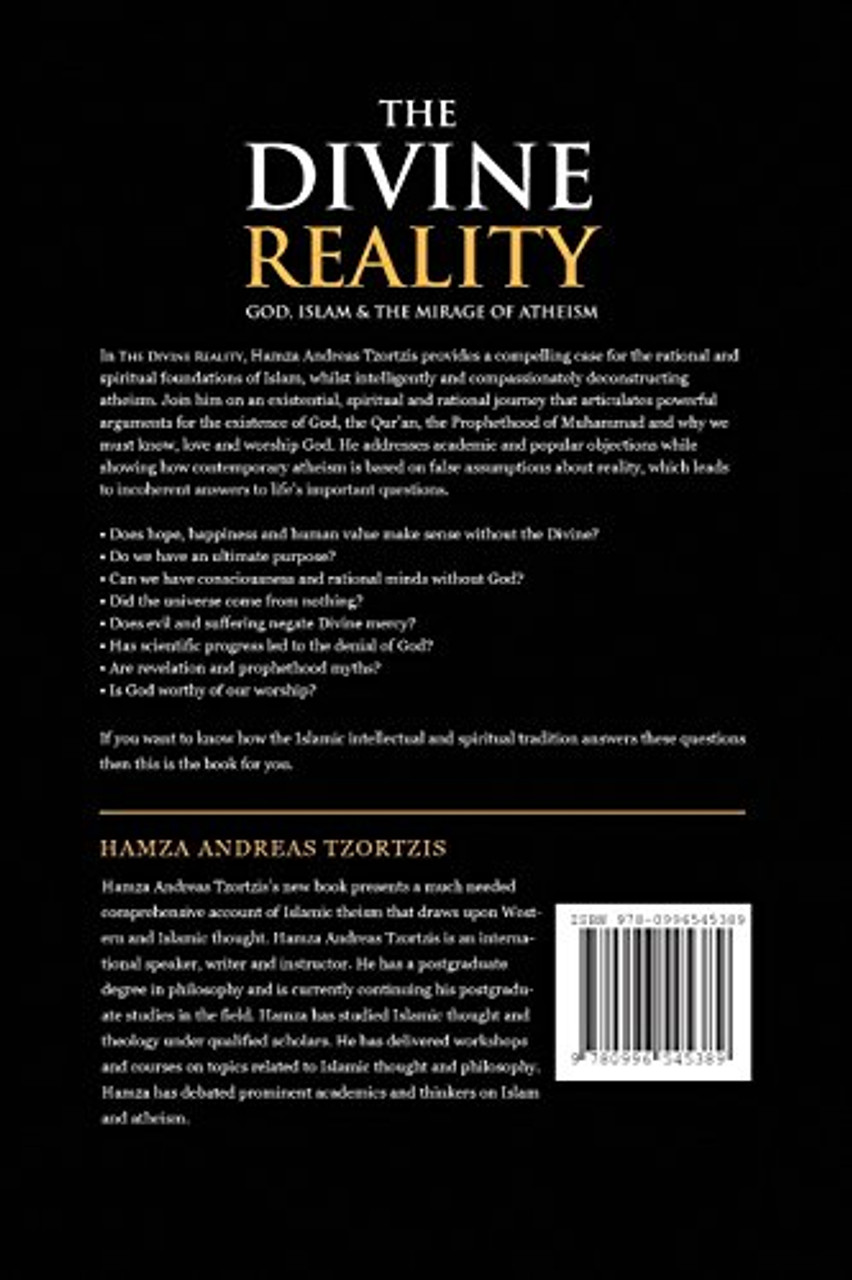 THE
DIVINE
REALITY
GOD, ISLAM & THE MIRAGE OF ATHEISM
In THE DIVINE REALITY, Hamza Andreas Tzortzis provides a compelling case for the rational and
spiritual foundations of Islam, whilst intelligently and compassionately deconstructing
atheism. Join him on an existential, spiritual and rational journey that articulates powerful
arguments for the existence of God, the Qur'an, the Prophethood of Muhammad and why we
must know, love and worship God. He addresses academic and popular objections while
showing how contemporary atheism is based on false assumptions about reality, which leads
to incoherent answers to life's important questions.
• Does hope, happiness and human value make sense without the Divine?
• Do we have an ultimate purpose?
• Can we have consciousness and rational minds without God?
• Did the universe come from nothing?
• Does evil and suffering negate Divine mercy?
• Has scientific progress led to the denial of God?
• Are revelation and prophethood myths?
• Is God worthy of our worship?
If you want to know how the Islamic intellectual and spiritual tradition answers these questions
then this is the book for you.
HAMZA ANDREAS TZORTZIS
Hamza Andreas Tzortzis's new book presents a much needed
comprehensive account of Islamic theism that draws upon West-
ern and Islamic thought. Hamza Andreas Tzortzis is an interna-
tional speaker, writer and instructor. He has a postgraduate
degree in philosophy and is currently continuing his postgradu-
ate studies in the field. Hamza has studied Islamic thought and
theology under qualified scholars. He has delivered workshops
and courses on topics related to Islamic thought and philosophy.
Hamza has debated prominent academics and thinkers on Islam
and atheism.
ISBN 978-0996545389
9 780996 545389